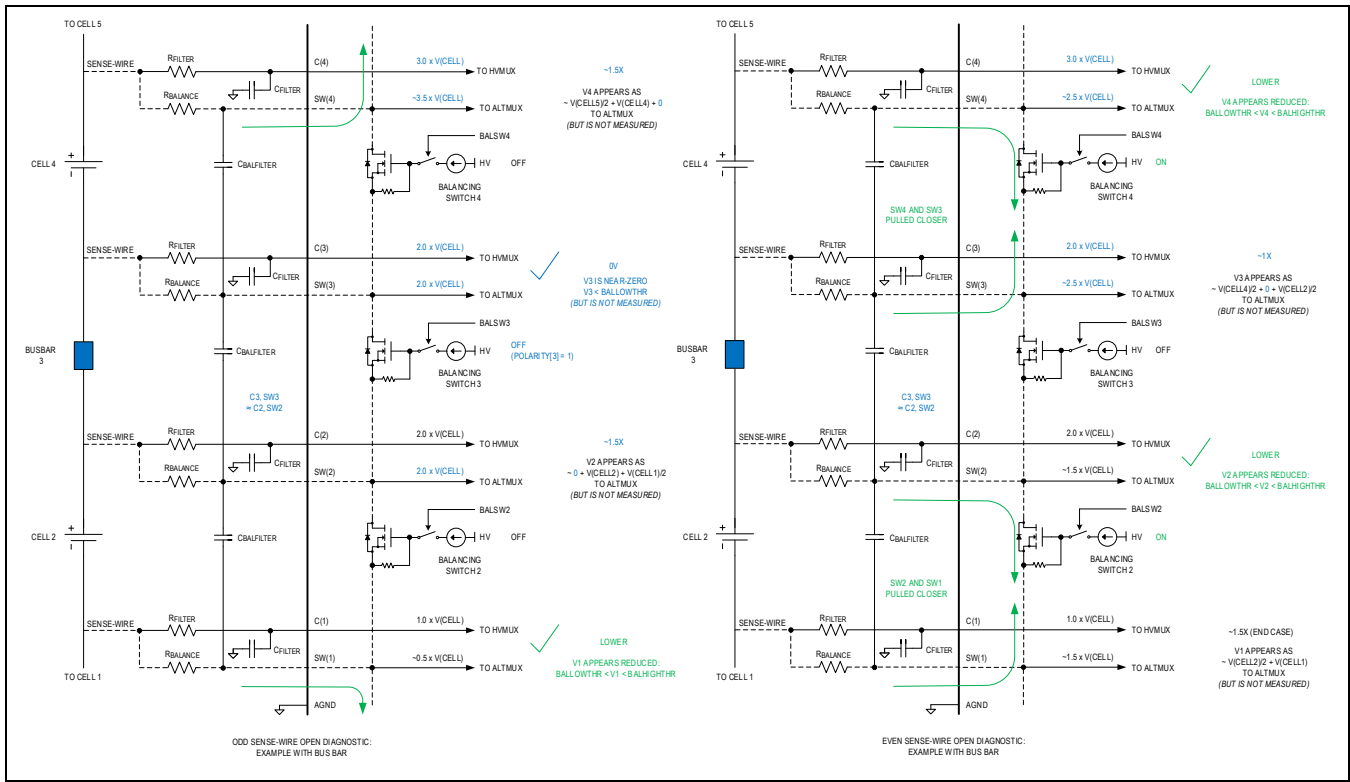 TO CELL 5
SENSE-WIRE
RFILTER
C(4)
3.0 x V(CELL)
TO HVMUX
CFILTER
RBALANCE
SW(4)
~3.5 x V(CELL)
TO ALTMUX
~1.5X
V4 APPEARS AS
~ V(CELL5)/2 + V(CELL4) + 0
TO ALTMUX
(BUT IS NOT MEASURED)
BALSW4
CELL 4
+
-
CBALFILTER
HV
OFF
BALANCING
SWITCH 4
SENSE-WIRE
RFILTER
C(3)
2.0 x V(CELL)
TO HVMUX
CFILTER
RBALANCE
SW(3)
2.0 x V(CELL)
TO ALTMUX
0V
V3 IS NEAR-ZERO
V3 < BALLOWTHR
(BUT IS NOT MEASURED)
BALSW3
BUSBAR
3
CBALFILTER
HV
OFF
(POLARITY[3] = 1)
BALANCING
SWITCH 3
C3, SW3
≈ C2, SW2
SENSE-WIRE
RFILTER
C(2)
2.0 x V(CELL)
TO HVMUX
CFILTER
RBALANCE
SW(2)
2.0 x V(CELL)
TO ALTMUX
~1.5X
V2 APPEARS AS
~ 0 + V(CELL2) + V(CELL1)/2
TO ALTMUX
(BUT IS NOT MEASURED)
BALSW2
CELL 2
+
-
CBALFILTER
HV
OFF
BALANCING
SWITCH 2
SENSE-WIRE
RFILTER
C(1)
1.0 x V(CELL)
TO HVMUX
CFILTER
RBALANCE
SW(1)
~0.5 x V(CELL)
TO ALTMUX
LOWER
V1 APPEARS REDUCED:
BALLOWTHR < V1 < BALHIGHTHR
TO CELL 1
AGND
ODD SENSE-WIRE OPEN DIAGNOSTIC:
EXAMPLE WITH BUS BAR
TO CELL 5
SENSE-WIRE
RFILTER
C(4)
3.0 x V(CELL)
TO HVMUX
CFILTER
RBALANCE
SW(4)
~2.5 x V(CELL)
TO ALTMUX
LOWER
V4 APPEARS REDUCED:
BALLOWTHR < V4 < BALHIGHTHR
BALSW4
CELL 4
+
-
CBALFILTER
HV
ON
BALANCING
SWITCH 4
SW4 AND SW3
PULLED CLOSER
SENSE-WIRE
RFILTER
C(3)
2.0 x V(CELL)
TO HVMUX
CFILTER
RBALANCE
SW(3)
~2.5 x V(CELL)
TO ALTMUX
~1X
V3 APPEARS AS
~ V(CELL4)/2 + 0 + V(CELL2)/2
TO ALTMUX
(BUT IS NOT MEASURED)
BALSW3
BUSBAR
3
CBALFILTER
HV
OFF
BALANCING
SWITCH 3
C3, SW3
≈ C2, SW2
SENSE-WIRE
RFILTER
C(2)
2.0 x V(CELL)
TO HVMUX
CFILTER
RBALANCE
SW(2)
~1.5 x V(CELL)
TO ALTMUX
LOWER
V2 APPEARS REDUCED:
BALLOWTHR < V2 < BALHIGHTHR
BALSW2
CELL 2
+
-
CBALFILTER
HV
ON
BALANCING
SWITCH 2
SW2 AND SW1
PULLED CLOSER
SENSE-WIRE
RFILTER
C(1)
1.0 x V(CELL)
TO HVMUX
CFILTER
RBALANCE
SW(1)
~1.5 x V(CELL)
TO ALTMUX
~1.5X (END CASE)
V1 APPEARS AS
~ V(CELL2)/2 + V(CELL1)
TO ALTMUX
(BUT IS NOT MEASURED)
TO CELL 1
AGND
EVEN SENSE-WIRE OPEN DIAGNOSTIC:
EXAMPLE WITH BUS BAR